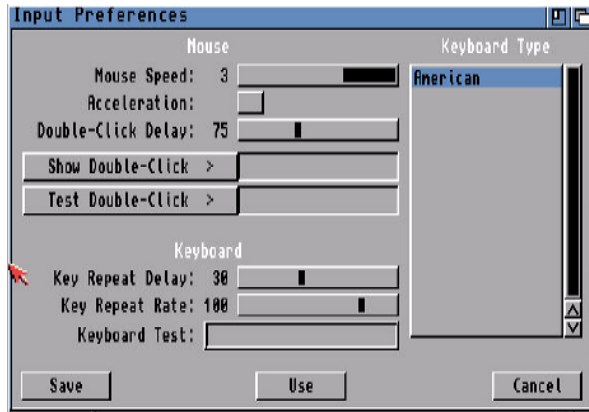 Input Preferences
Mouse
Keyboard Type
Mouse Speed: 3
American
Acceleration:
Double-Click Delay: 75
Show Double-Click >
Test Double-Click >
Keyboard
Key Repeat Delay: 30
Key Repeat Rate: 100
Keyboard Test:
Save
Use
Cancel